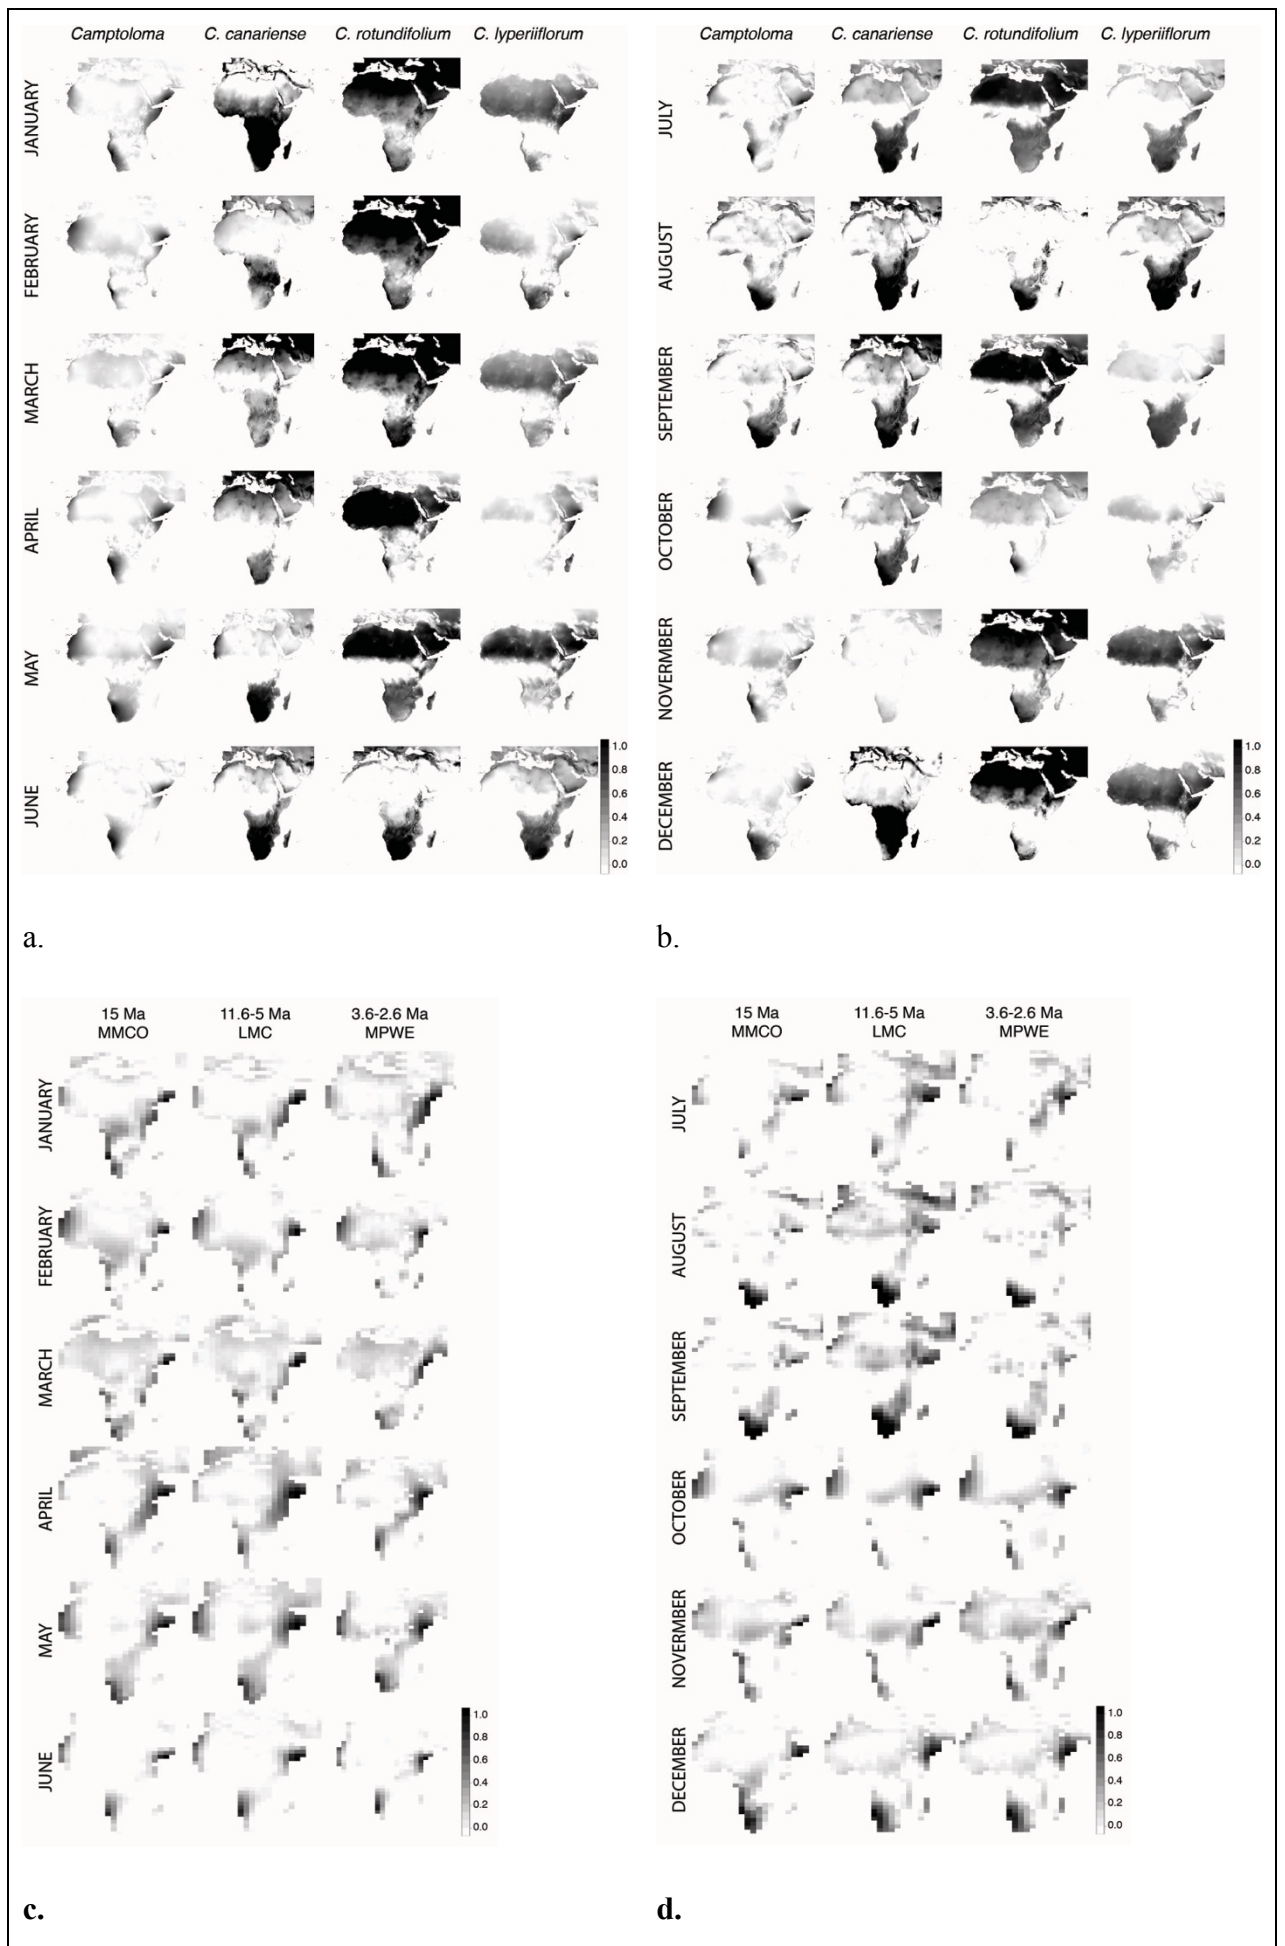 Camptoloma C. canariense C. rotundifolium C. lyperiiflorum
JANUARY
FEBRUARY
MARCH
APRIL
MAY
JUNE
1.0
0.8
0.6
0.4
0.2
0.0
a.
Camptoloma C. canariense C. rotundifolium C. lyperiiflorum
JULY
AUGUST
SEPTEMBER
OCTOBER
NOVERMBER
DECEMBER
1.0
0.8
0.6
0.4
0.2
0.0
b.
15 Ma 11.6-5 Ma 3.6-2.6 Ma
MMCO LMC MPWE
JANUARY
FEBRUARY
MARCH
APRIL
MAY
JUNE
1.0
0.8
0.6
0.4
0.2
0.0
c.
15 Ma 11.6-5 Ma 3.6-2.6 Ma
MMCO LMC MPWE
JULY
AUGUST
SEPTEMBER
OCTOBER
NOVERMBER
DECEMBER
1.0
0.8
0.6
0.4
0.2
0.0
d.